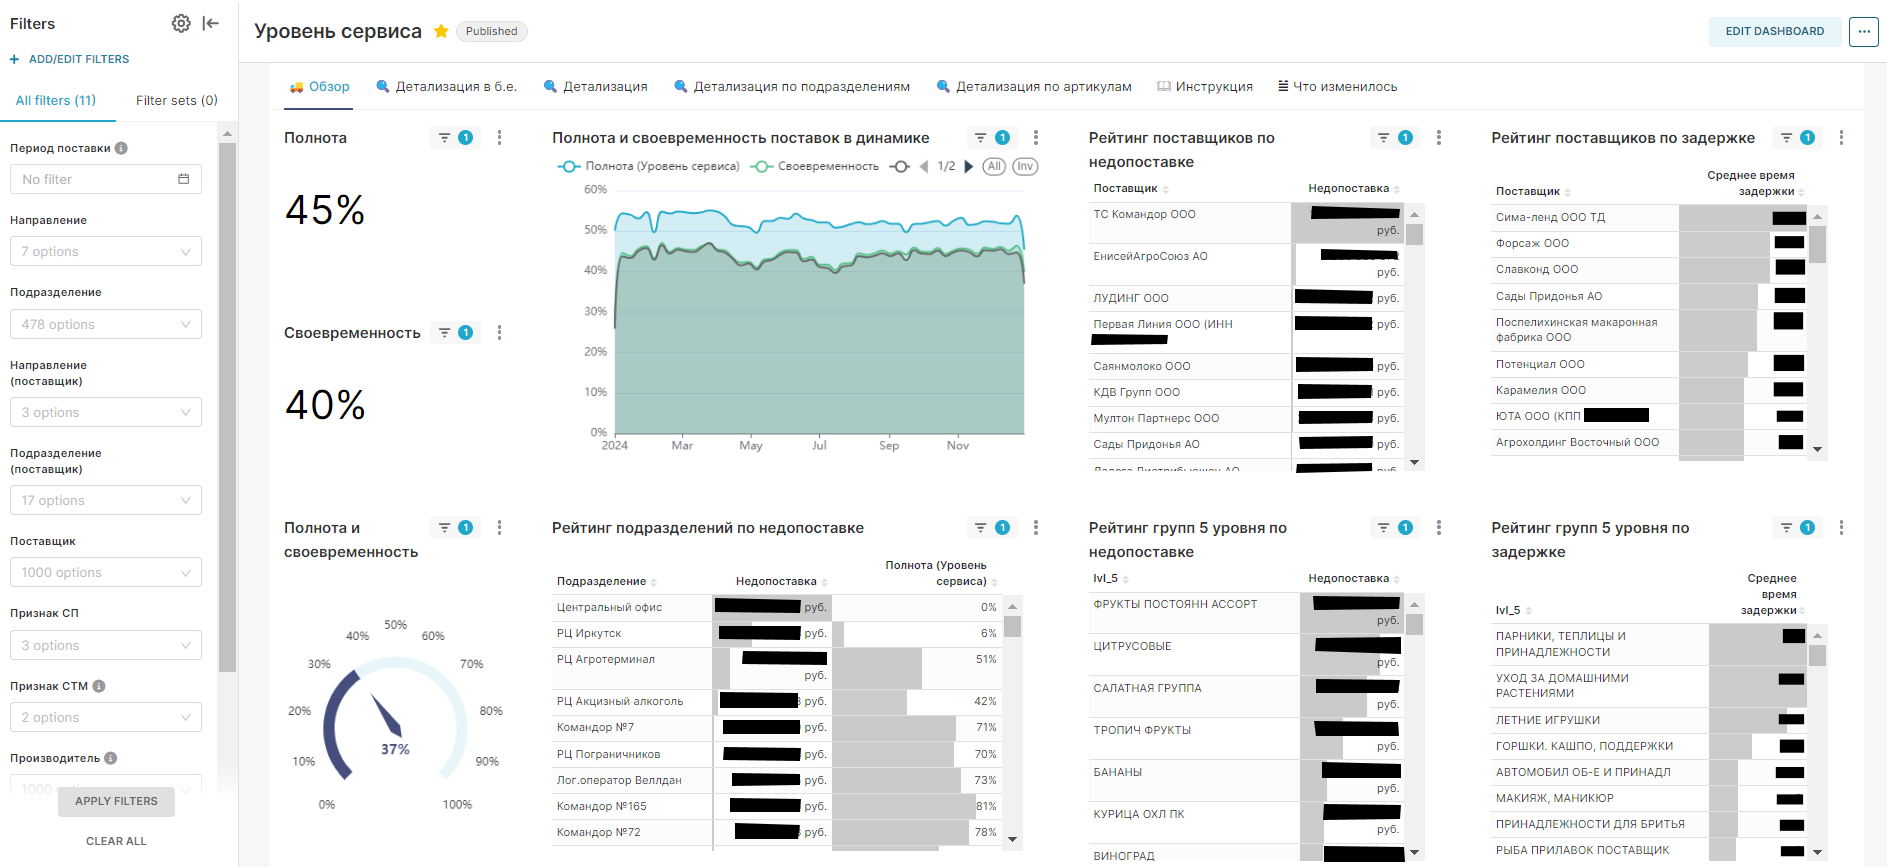 Filters
ADD/EDIT FILTERS
All filters (11)
Filter sets (0)
Период поставки
No filter
Направление
7 options
Подразделение
478 options
Направление
(поставщик)
3 options
Подразделение
(поставщик)
17 options
Поставщик
1000 options
Признак СП
3 options
Признак СТМ
2 options
Производитель
1000 options
APPLY FILTERS
CLEAR ALL
Уровень сервиса
Published
EDIT DASHBOARD
Обзор
Детализация в б.е.
Детализация
Детализация по подразделениям
Детализация по артикулам
Инструкция
Что изменилось
Полнота
1
45%
Своевременность
1
40%
Полнота и своевременность поставок в динамике
1
Полнота (Уровень сервиса)
Своевременность
1/2
All
Inv
60%
50%
40%
30%
20%
10%
0%
2024
Mar
May
Jul
Sep
Nov
Рейтинг поставщиков по
недопоставке
1
Поставщик
Недопоставка
ТС Командор ООО
руб.
ЕнисейАгроСоюз АО
руб.
ЛУДИНГ ООО
руб.
Первая Линия ООО (ИНН
руб.
Саянмолоко ООО
руб.
КДВ Групп ООО
руб.
Мултон Партнерс ООО
руб.
Сады Придонья АО
руб.
Ладога Дистрибьюшен АО
руб.
Рейтинг поставщиков по задержке
1
Поставщик
Среднее время
задержки
Сима-ленд ООО ТД
Форсаж ООО
Славконд ООО
Сады Придонья АО
Поспелихинская макаронная
фабрика ООО
Потенциал ООО
Карамелия ООО
ЮТА ООО (КПП
Агрохолдинг Восточный ООО
Полнота и
своевременность
1
0%
10%
20%
30%
40%
50%
60%
70%
80%
90%
100%
37%
Рейтинг подразделений по недопоставке
1
Подразделение
Недопоставка
Полнота (Уровень
сервиса)
Центральный офис
руб.
0%
РЦ Иркутск
руб.
6%
РЦ Агротерминал
руб.
51%
РЦ Акцизный алкоголь
руб.
42%
Командор №7
руб.
71%
РЦ Пограничников
руб.
70%
Лог.оператор Веллдан
руб.
73%
Командор №165
руб.
81%
Командор №72
руб.
78%
Рейтинг групп 5 уровня по
недопоставке
1
lvl_5
Недопоставка
ФРУКТЫ ПОСТОЯНН АССОРТ
руб.
ЦИТРУСОВЫЕ
руб.
САЛАТНАЯ ГРУППА
руб.
ТРОПИЧ ФРУКТЫ
руб.
БАНАНЫ
руб.
КУРИЦА ОХЛ ПК
руб.
ВИНОГРАД
Рейтинг групп 5 уровня по
задержке
1
lvl_5
Среднее
время
задержки
ПАРНИКИ, ТЕПЛИЦЫ И
ПРИНАДЛЕЖНОСТИ
УХОД ЗА ДОМАШНИМИ
РАСТЕНИЯМИ
ЛЕТНИЕ ИГРУШКИ
ГОРШКИ. КАШПО, ПОДДЕРЖКИ
АВТОМОБИЛ ОБ-Е И ПРИНАДЛ
МАКИЯЖ, МАНИКЮР
ПРИНАДЛЕЖНОСТИ ДЛЯ БРИТЬЯ
РЫБА ПРИЛАВОК ПОСТАВЩИК